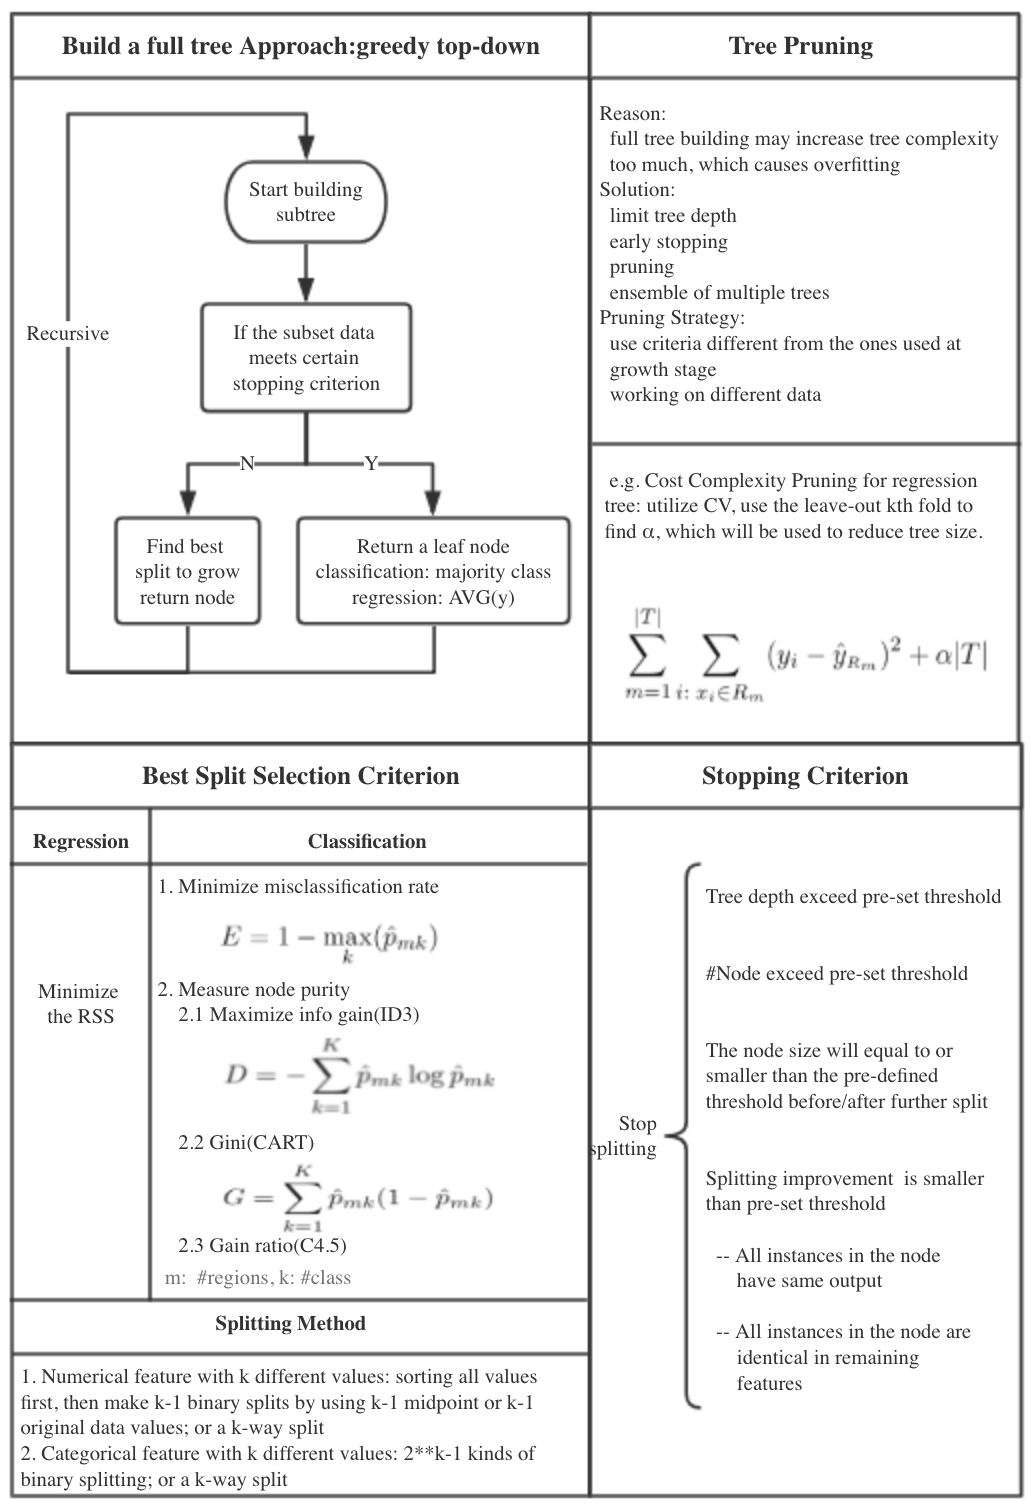 Build a full tree Approach:greedy top-down
Recursive
Start building
subtree
If the subset data
meets certain
stopping criterion
N
Y
Find best
split to grow
return node
Return a leaf node
classification: majority class
regression: AVG(y)
Tree Pruning
Reason:
full tree building may increase tree complexity
too much, which causes overfitting
Solution:
limit tree depth
early stopping
pruning
ensemble of multiple trees
Pruning Strategy:
use criteria different from the ones used at
growth stage
working on different data
e.g. Cost Complexity Pruning for regression
tree: utilize CV, use the leave-out kth fold to
find α, which will be used to reduce tree size.
\sum_{m=1}^{|T|} \sum_{i: x_i \in R_m} (y_i - \hat{y}_{R_m})^2 + α|T|
Best Split Selection Criterion
Regression
Classification
Minimize
the RSS
1. Minimize misclassification rate
E = 1 - \max_k(\hat{p}_{mk})
2. Measure node purity
2.1 Maximize info gain(ID3)
D = -\sum_{k=1}^{K} \hat{p}_{mk} \log \hat{p}_{mk}
2.2 Gini(CART)
G = \sum_{k=1}^{K} \hat{p}_{mk}(1 - \hat{p}_{mk})
2.3 Gain ratio(C4.5)
m: #regions, k: #class
Splitting Method
1. Numerical feature with k different values: sorting all values
first, then make k-1 binary splits by using k-1 midpoint or k-1
original data values; or a k-way split
2. Categorical feature with k different values: 2**k-1 kinds of
binary splitting; or a k-way split
Stopping Criterion
Stop
splitting
Tree depth exceed pre-set threshold
#Node exceed pre-set threshold
The node size will equal to or
smaller than the pre-defined
threshold before/after further split
Splitting improvement is smaller
than pre-set threshold
-- All instances in the node
have same output
-- All instances in the node are
identical in remaining
features